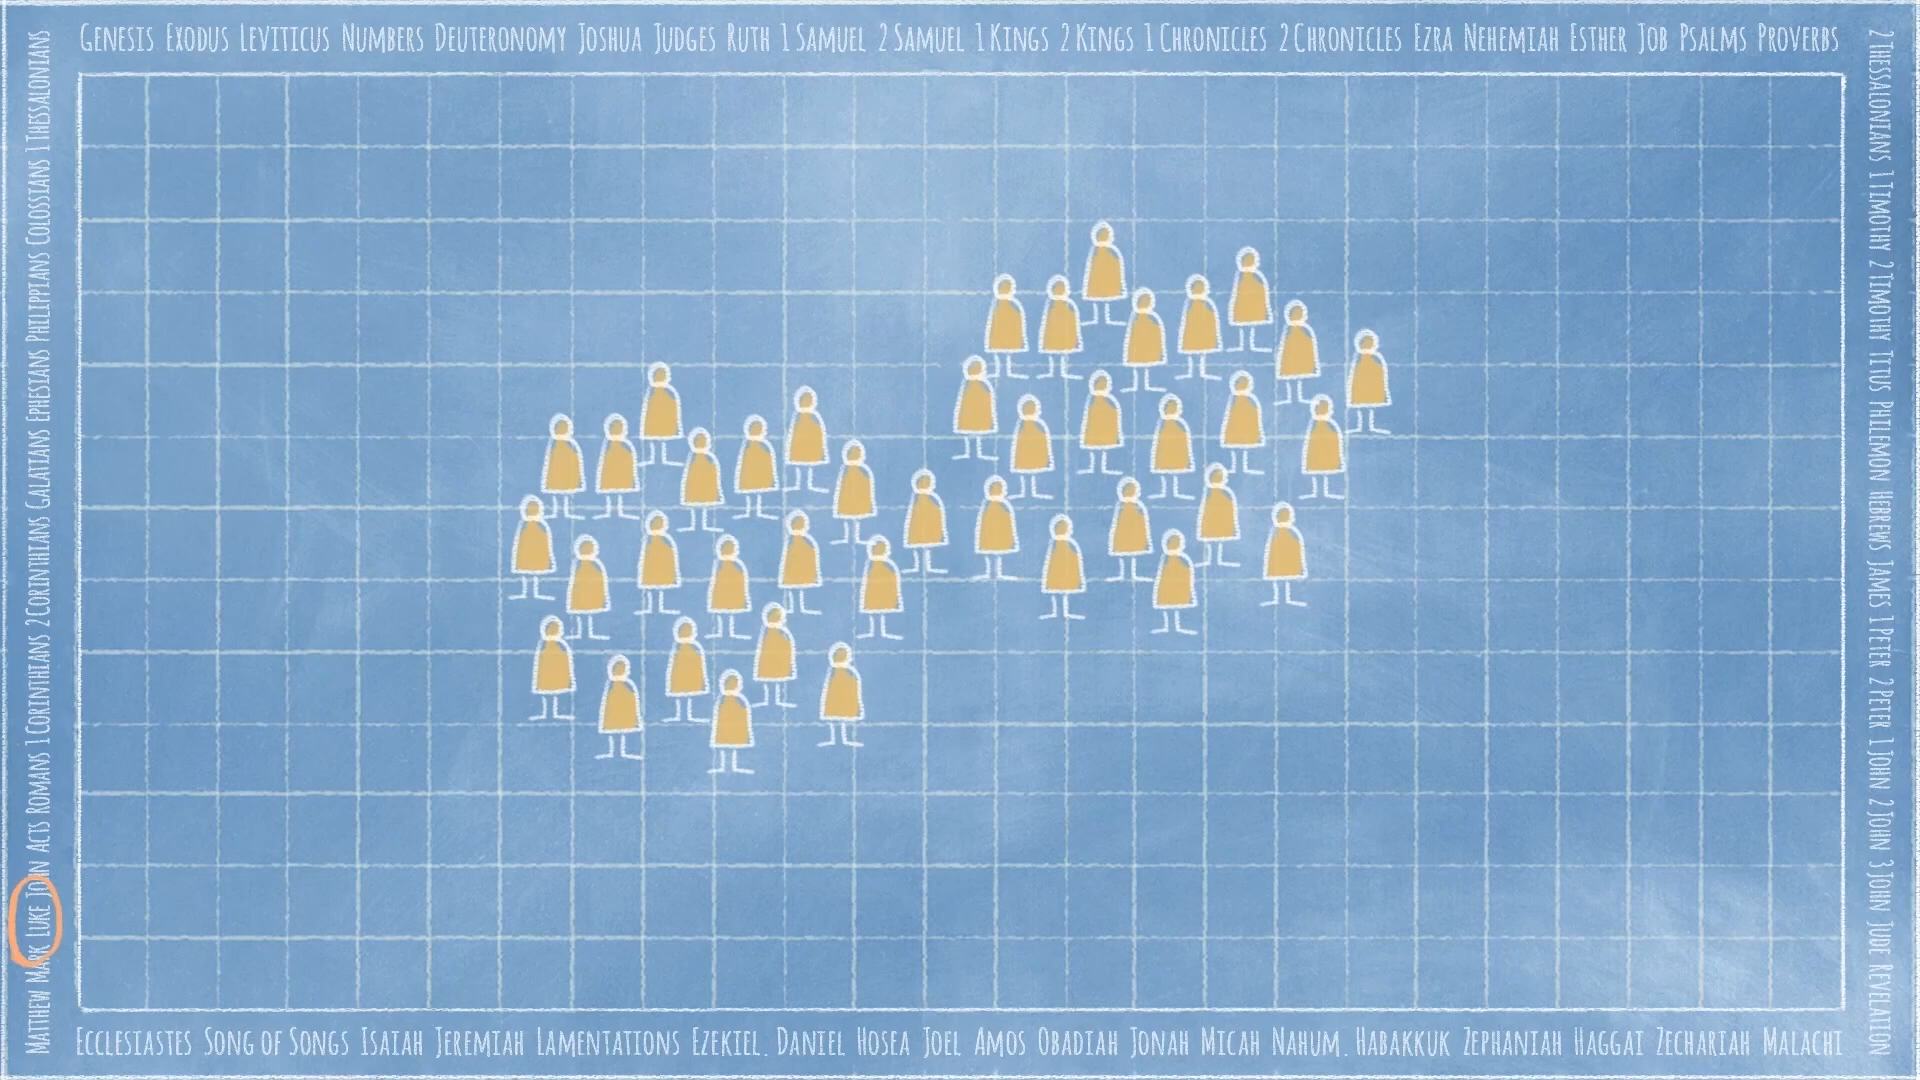 Genesis Exodus Leviticus Numbers Deuteronomy Joshua Judges Ruth 1 Samuel 2 Samuel 1 Kings 2 Kings 1 Chronicles 2 Chronicles Ezra Nehemiah Esther Job Psalms Proverbs
Ecclesiastes Song of Songs Isaiah Jeremiah Lamentations Ezekiel. Daniel Hosea Joel Amos Obadiah Jonah Micah Nahum. Habakkuk Zephaniah Haggai Zechariah Malachi
Matthew Mark Luke John Acts Romans 1 Corinthians 2 Corinthians Galatians Ephesians Philippians Colossians 1 Thessalonians
2 Thessalonians 1 Timothy 2 Timothy Titus Philemon Hebrews James 1 Peter 2 Peter 1 John 2 John 3 John Jude Revelation